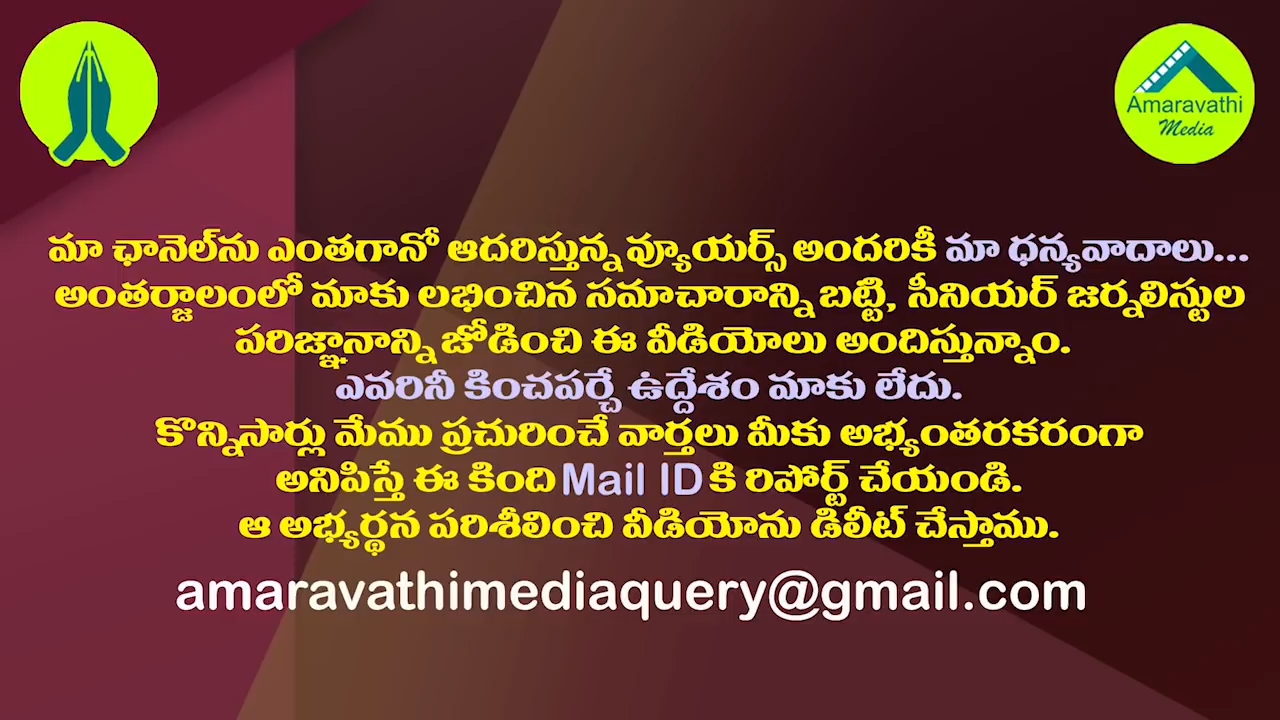 Amaravathi
Media
మా ఛానెల్‌ను ఎంతగానో ఆదరిస్తున్న వ్యూయర్స్ అందరికీ మా ధన్యవాదాలు...
అంతర్జాలంలో మాకు లభించిన సమాచారాన్ని బట్టి, సీనియర్ జర్నలిస్టుల
పరిజ్ఞానాన్ని జోడించి ఈ వీడియోలు అందిస్తున్నాం.
ఎవరినీ కించపర్చే ఉద్దేశం మాకు లేదు.
కొన్నిసార్లు మేము ప్రచురించే వార్తలు మీకు అభ్యంతరకరంగా
అనిపిస్తే ఈ కింది Mail ID కి రిపోర్ట్ చేయండి.
ఆ అభ్యర్థన పరిశీలించి వీడియోను డిలీట్ చేస్తాము.
amaravathimediaquery@gmail.com